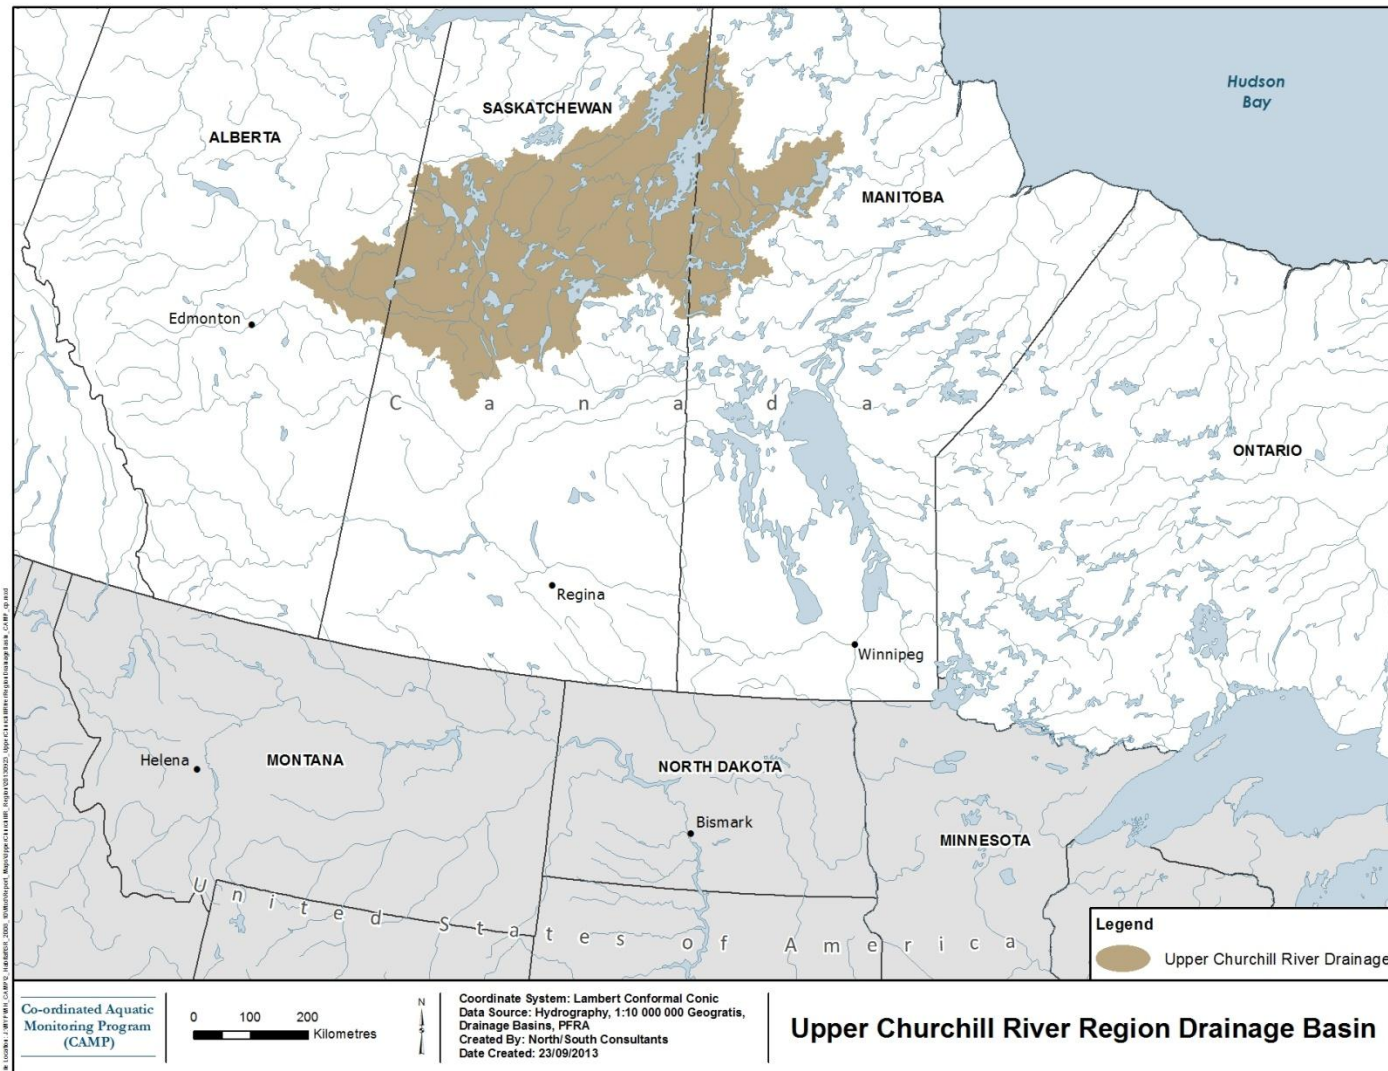 Hudson
Bay
SASKATCHEWAN
ALBERTA
MANITOBA
Edmonton
C a n a d a
ONTARIO
Regina
Winnipeg
Helena
MONTANA
NORTH DAKOTA
Bismark
MINNESOTA
United States of America
Legend
Upper Churchill River Drainage
Co-ordinated Aquatic
Monitoring Program
(CAMP)
0 100 200
Kilometres
N
S
Coordinate System: Lambert Conformal Conic
Data Source: Hydrography, 1:10 000 000 Geogratis,
Drainage Basins, PFRA
Created By: North/South Consultants
Date Created: 23/09/2013
Upper Churchill River Region Drainage Basin